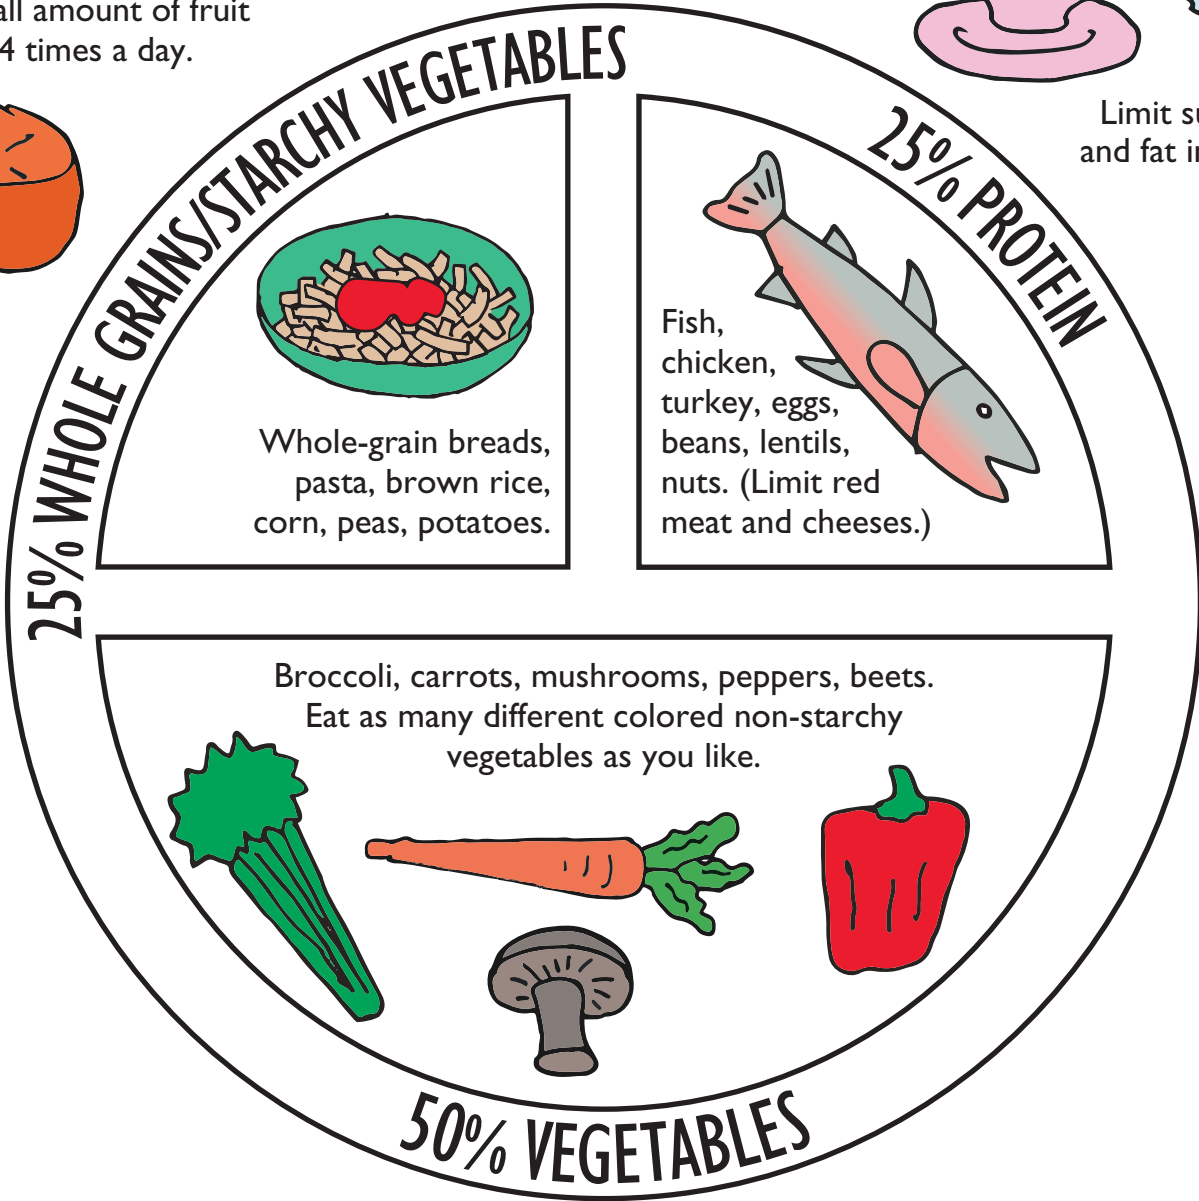 all amount of fruit
4 times a day.
Limit
and fat
25% WHOLE GRAINS/STARCHY VEGETABLES
25% PROTEIN
Whole-grain breads,
pasta, brown rice,
corn, peas, potatoes.
Fish,
chicken,
turkey, eggs,
beans, lentils,
nuts. (Limit red
meat and cheeses.)
Broccoli, carrots, mushrooms, peppers, beets.
Eat as many different colored non-starchy
vegetables as you like.
50% VEGETABLES